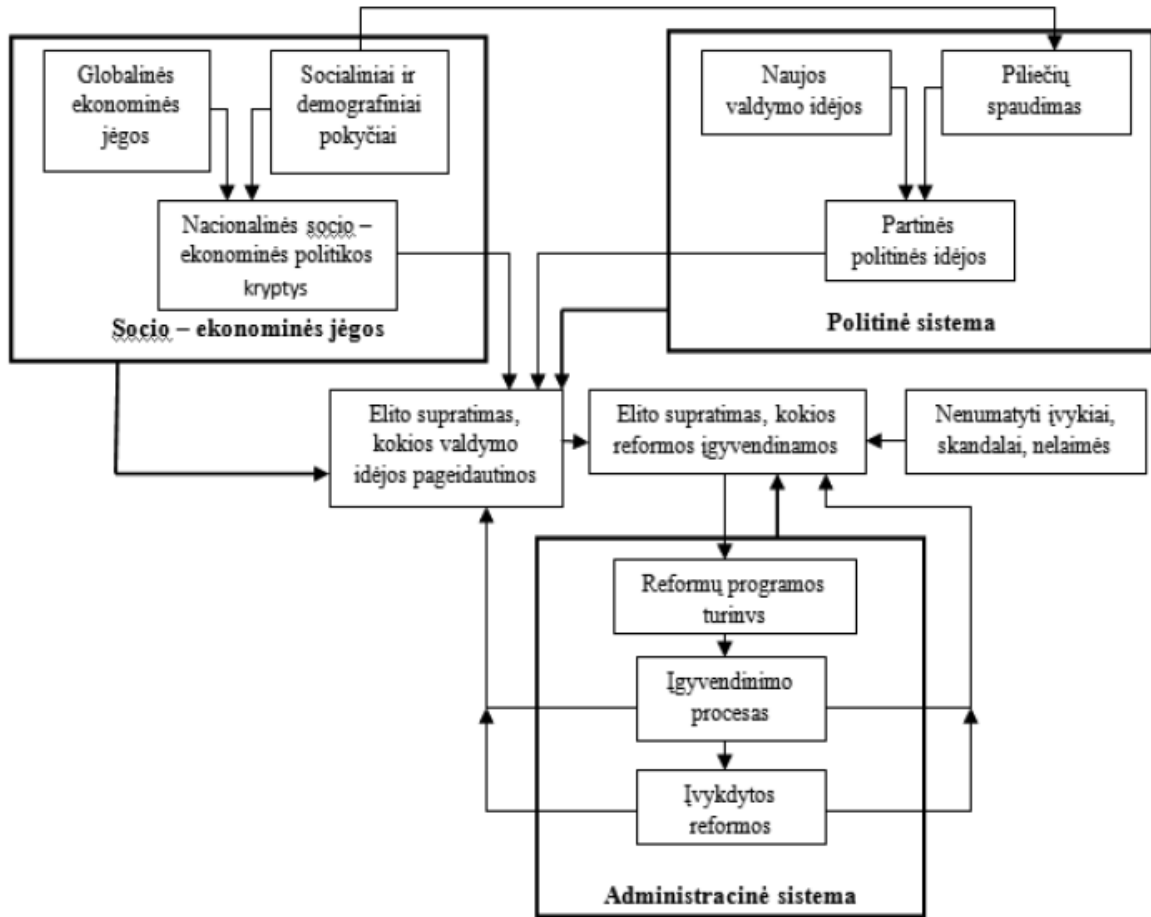 Globalinės
ekonominės
jėgos
Socialiniai ir
demografiniai
pokyčiai
Nacionalinės socio –
ekonominės politikos
kryptys
Socio – ekonominės jėgos
Naujos
valdymo idėjos
Piliečių
spaudimas
Partinės
politinės idėjos
Politinė sistema
Elito supratimas,
kokios valdymo
idėjos pageidautinos
Elito supratimas, kokios
reformos įgyvendinamos
Nenumatyti įvykiai,
skandalai, nelaimės
Reformų programos
turinys
Įgyvendinimo
procesas
Įvykdytos
reformos
Administracinė sistema